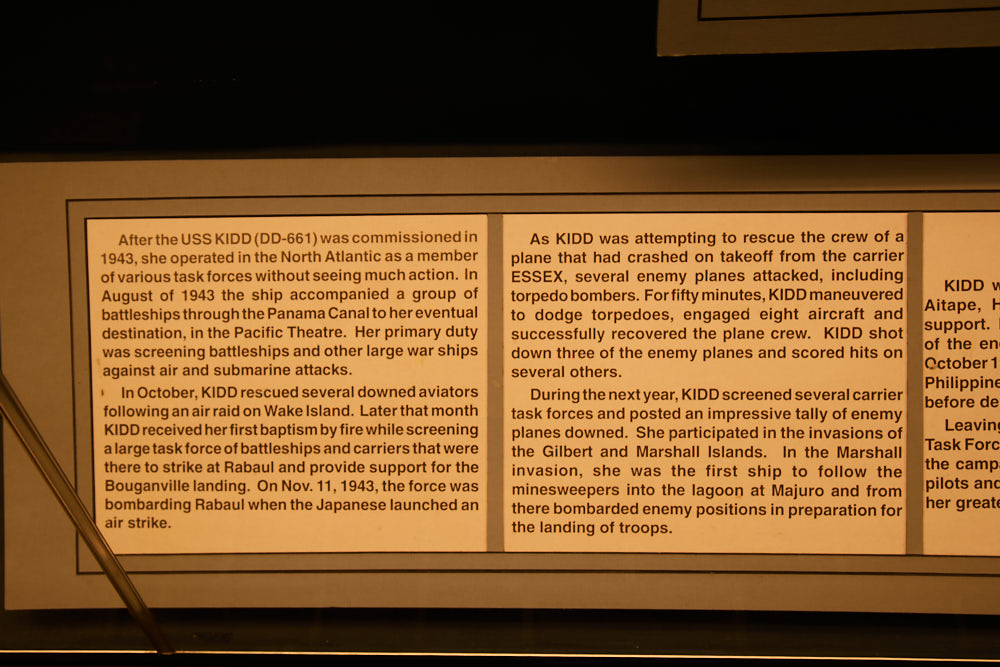 After the USS KIDD (DD-661) was commissioned in
1943, she operated in the North Atlantic as a member
of various task forces without seeing much action. In
August of 1943 the ship accompanied a group of
battleships through the Panama Canal to her eventual
destination, in the Pacific Theatre. Her primary duty
was screening battleships and other large war ships
against air and submarine attacks.
In October, KIDD rescued several downed aviators
following an air raid on Wake Island. Later that month
KIDD received her first baptism by fire while screening
a large task force of battleships and carriers that were
there to strike at Rabaul and provide support for the
Bouganville landing. On Nov. 11, 1943, the force was
bombarding Rabaul when the Japanese launched an
air strike.
As KIDD was attempting to rescue the crew of a
plane that had crashed on takeoff from the carrier
ESSEX, several enemy planes attacked, including
torpedo bombers. For fifty minutes, KIDD maneuvered
to dodge torpedoes, engaged eight aircraft and
successfully recovered the plane crew. KIDD shot
down three of the enemy planes and scored hits on
several others.
During the next year, KIDD screened several carrier
task forces and posted an impressive tally of enemy
planes downed. She participated in the invasions of
the Gilbert and Marshall Islands. In the Marshall
invasion, she was the first ship to follow the
minesweepers into the lagoon at Majuro and from
there bombarded enemy positions in preparation for
the landing of troops.
KIDD
Aitape,
support.
of the
October
Philippine
before
Leaving
Task Forc
the
pilots and
her